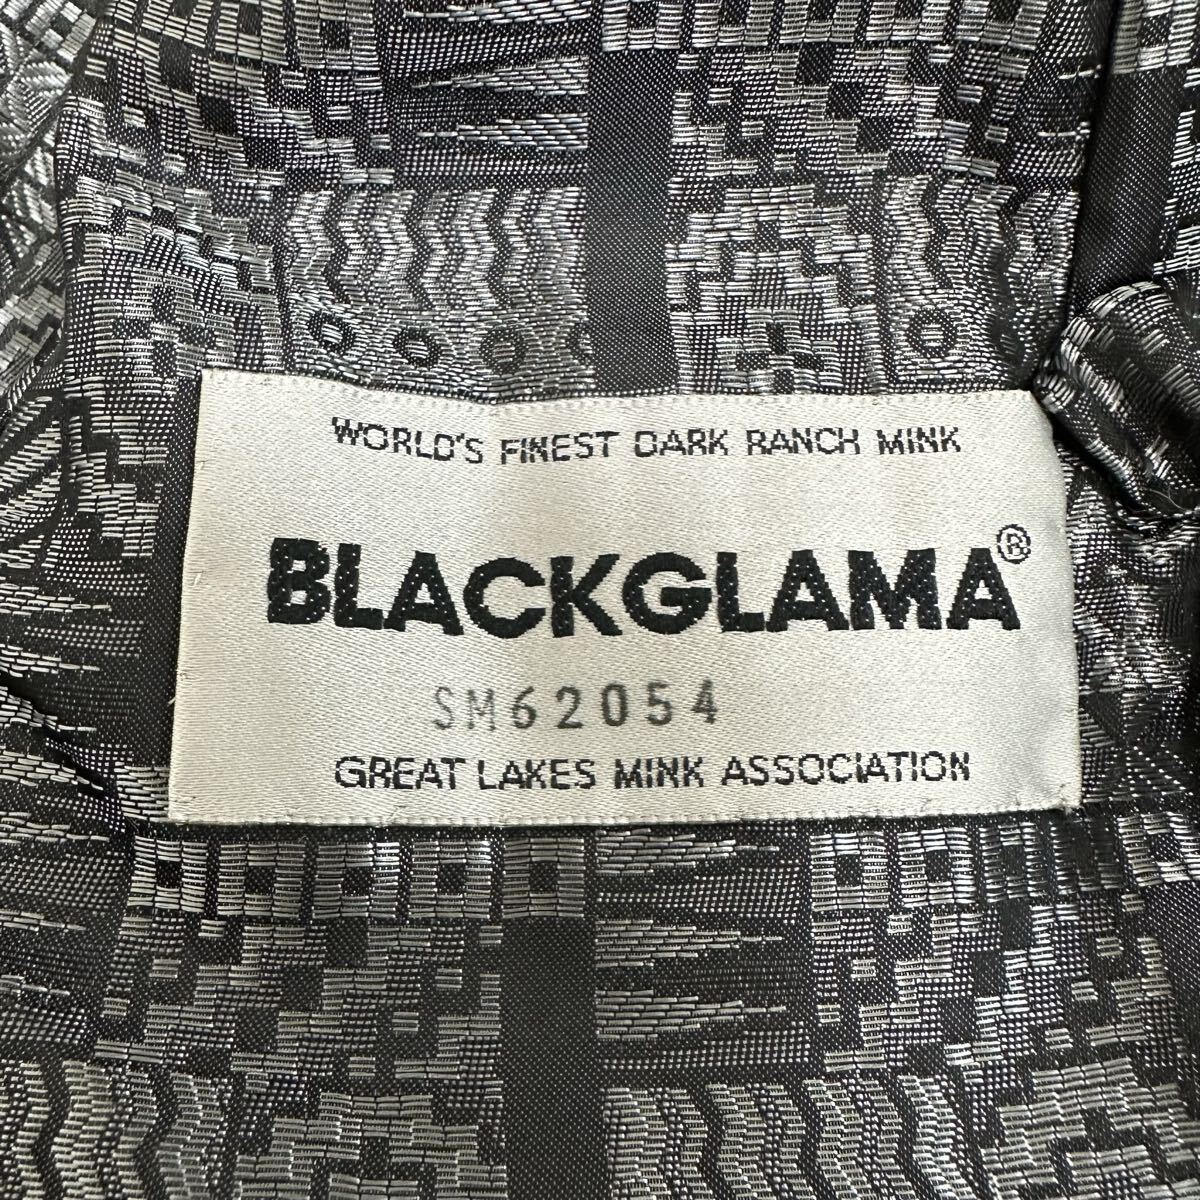 WORLD'S FINEST DARK RANCH MINK
BLACKGLAMA®
SM62054
GREAT LAKES MINK ASSOCIATION